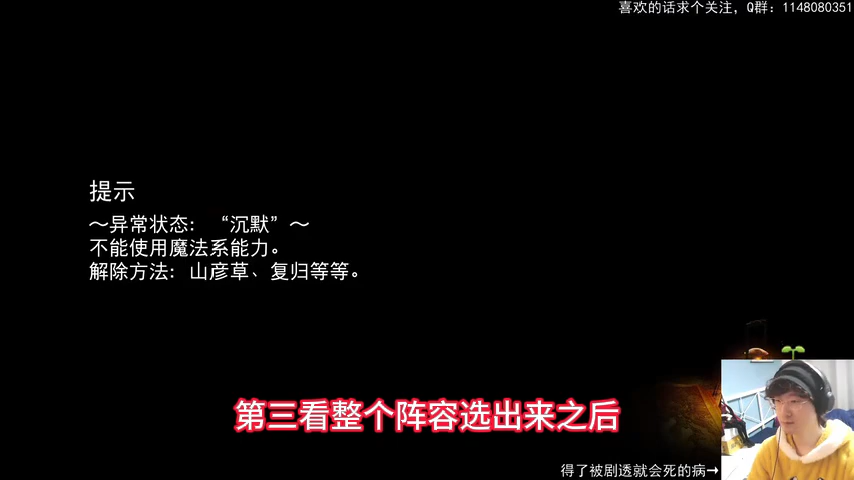 喜欢的话求个关注，Q群：1148080351
提示
～异常状态：“沉默”～
不能使用魔法系能力。
解除方法：山彦草、复归等等。
第三看整个阵容选出来之后
得了被剧透就会死的病→